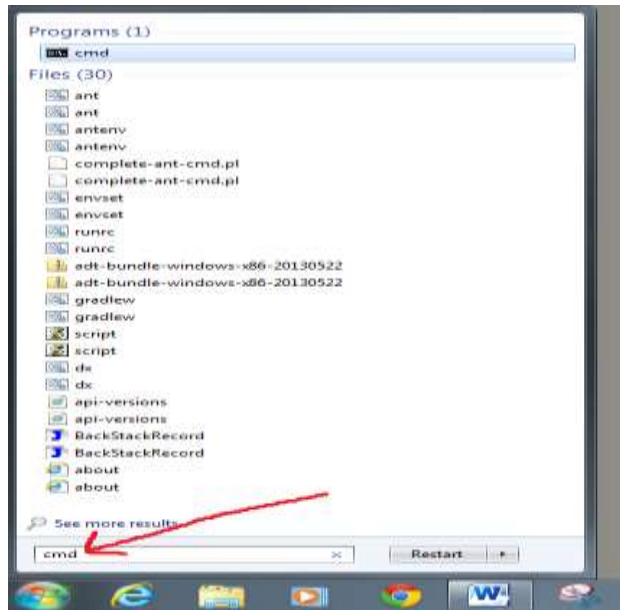 Programs (1)
cmd
Files (30)
ant
ant
antenv
antenv
complete-ant-cmd.pl
complete-ant-cmd.pl
envset
envset
runrc
runrc
adt-bundle-windows-x86-20130522
adt-bundle-windows-x86-20130522
gradlew
gradlew
script
script
dx
dx
api-versions
api-versions
BackStackRecord
BackStackRecord
about
about
See more results
cmd
Restart